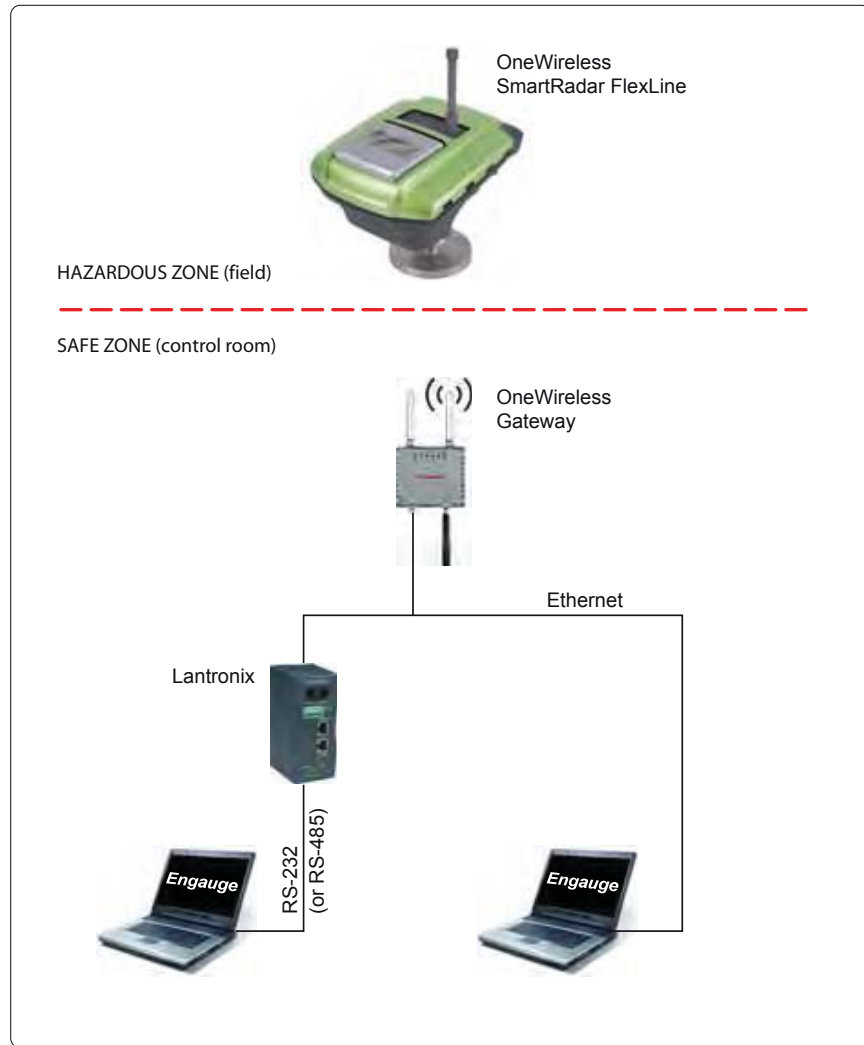 OneWireless
SmartRadar FlexLine
HAZARDOUS ZONE (field)
SAFE ZONE (control room)
OneWireless
Gateway
Ethernet
Lantronix
RS-232
(or RS-485)
Engauge
Engauge